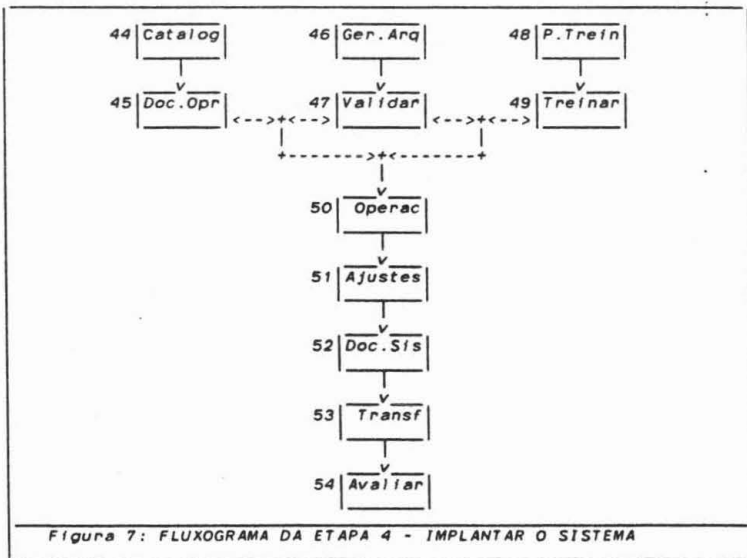 44 Catalog 46 Ger.Arq 48 P.Trein
45 Doc.Opr <--->+<---> 47 Validar <--->+<---> 49 Treinar
50 Operac
51 Ajustes
52 Doc.Sis
53 Transf
54 Avaliar
Figura 7: FLUXOGRAMA DA ETAPA 4 - IMPLANTAR O SISTEMA